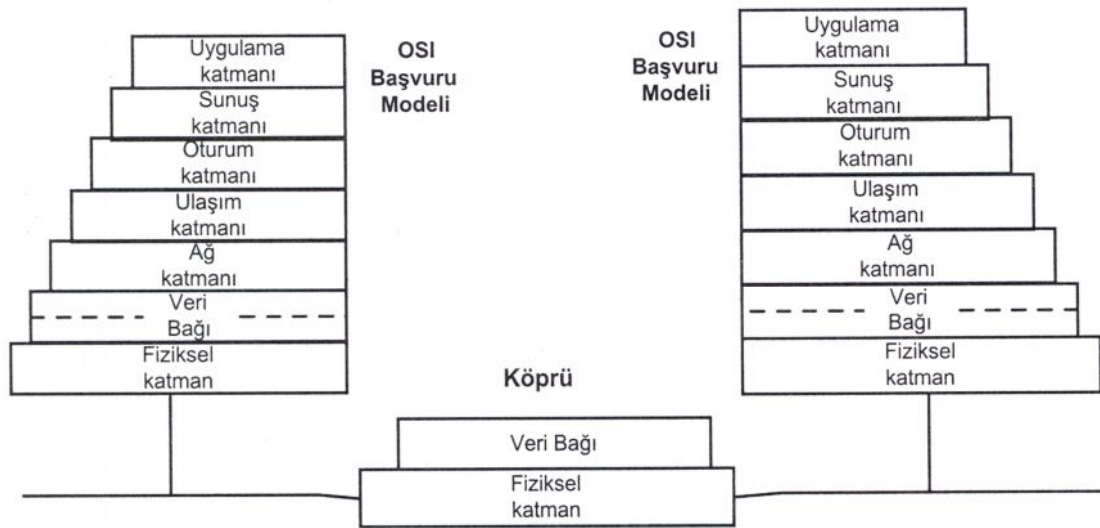 Uygulama
katmanı
Sunuş
katmanı
Oturum
katmanı
Ulaşım
katmanı
Ağ
katmanı
Veri
Bağı
Fiziksel
katman
OSI
Başvuru
Modeli
OSI
Başvuru
Modeli
Uygulama
katmanı
Sunuş
katmanı
Oturum
katmanı
Ulaşım
katmanı
Ağ
katmanı
Veri
Bağı
Fiziksel
katman
Köprü
Veri Bağı
Fiziksel
katman